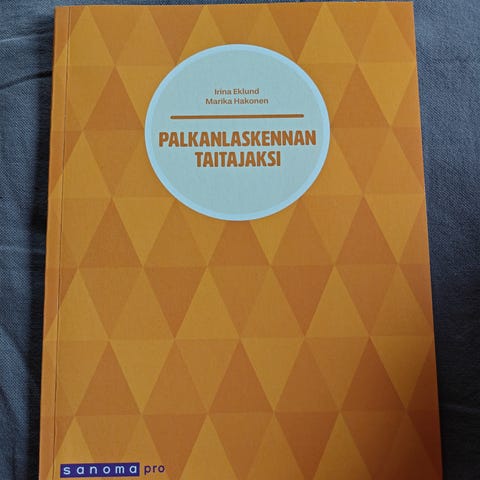 Irina Eklund
Marika Hakonen
PALKANLASKENNAN
TAITAJAKSI
sanoma pro